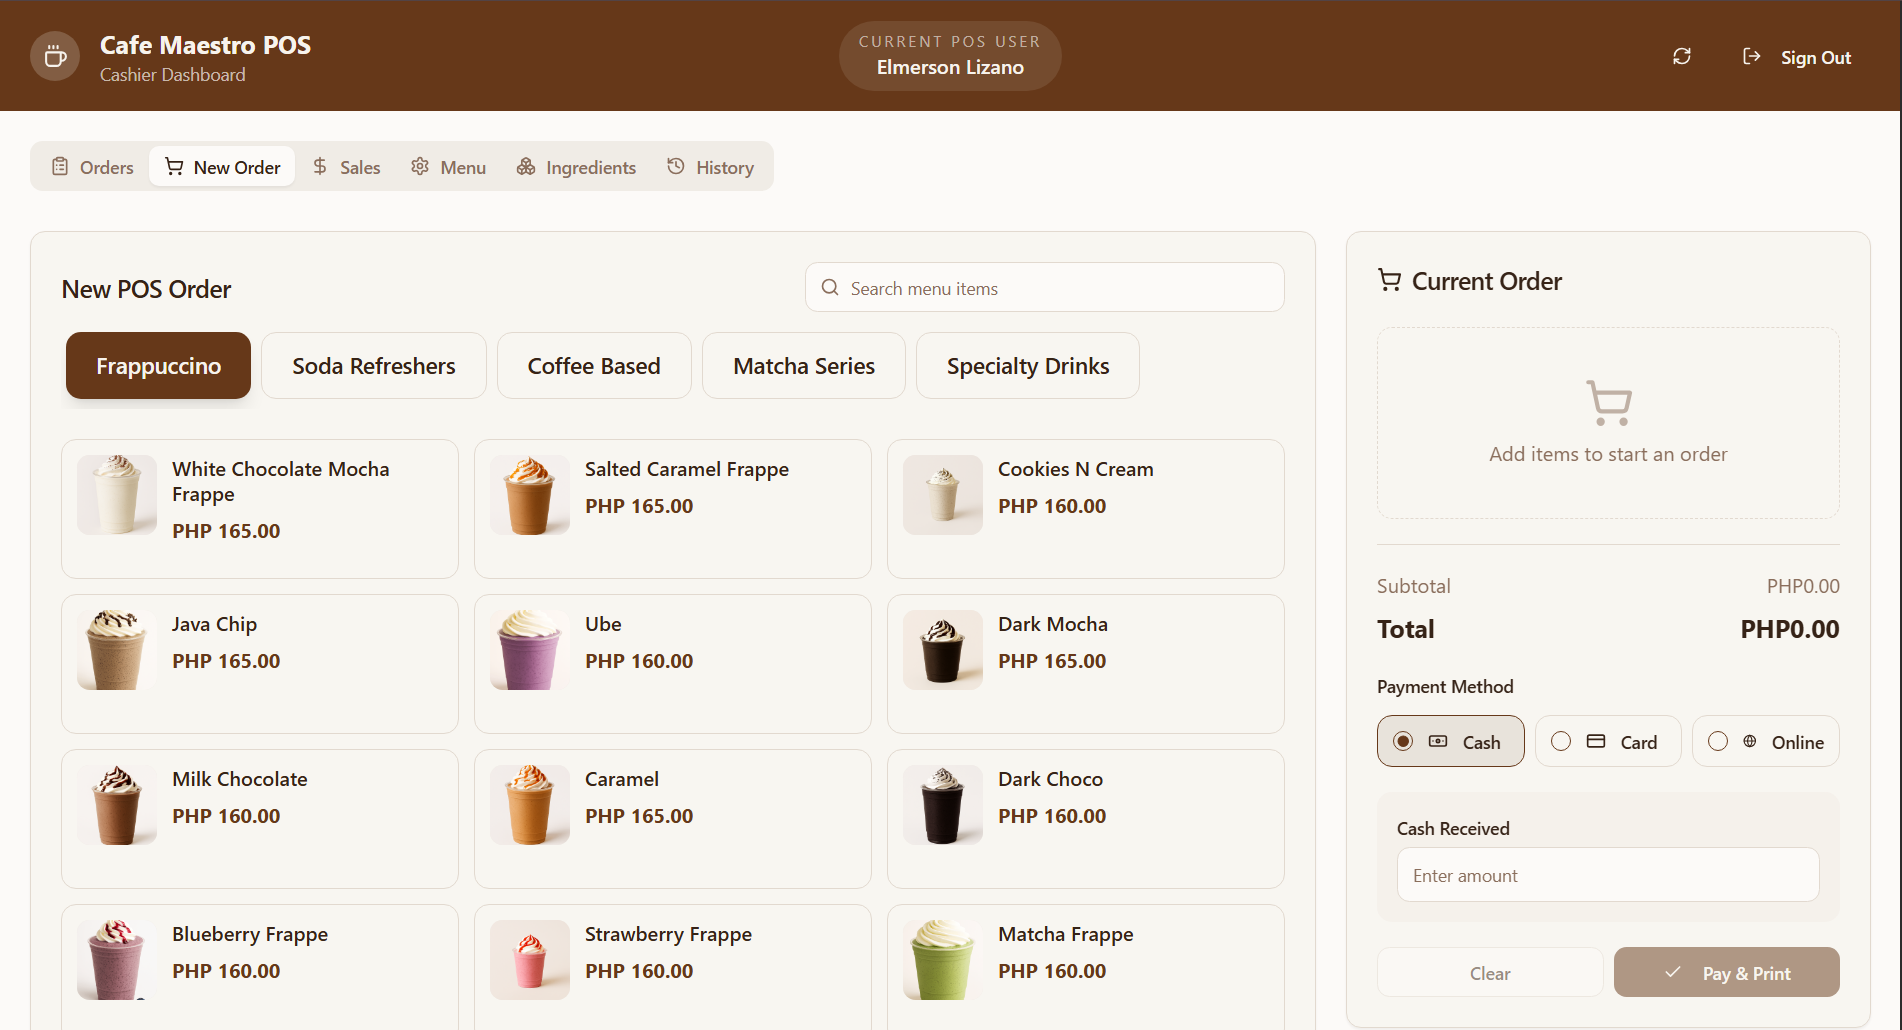 Cafe Maestro POS
Cashier Dashboard
CURRENT POS USER
Elmerson Lizano
Sign Out
Orders
New Order
Sales
Menu
Ingredients
History
New POS Order
Search menu items
Frappuccino
Soda Refreshers
Coffee Based
Matcha Series
Specialty Drinks
White Chocolate Mocha
Frappe
PHP 165.00
Salted Caramel Frappe
PHP 165.00
Cookies N Cream
PHP 160.00
Java Chip
PHP 165.00
Ube
PHP 160.00
Dark Mocha
PHP 165.00
Milk Chocolate
PHP 160.00
Caramel
PHP 165.00
Dark Choco
PHP 160.00
Blueberry Frappe
PHP 160.00
Strawberry Frappe
PHP 160.00
Matcha Frappe
PHP 160.00
Current Order
Add items to start an order
Subtotal PHP0.00
Total PHP0.00
Payment Method
Cash
Card
Online
Cash Received
Enter amount
Clear
Pay & Print